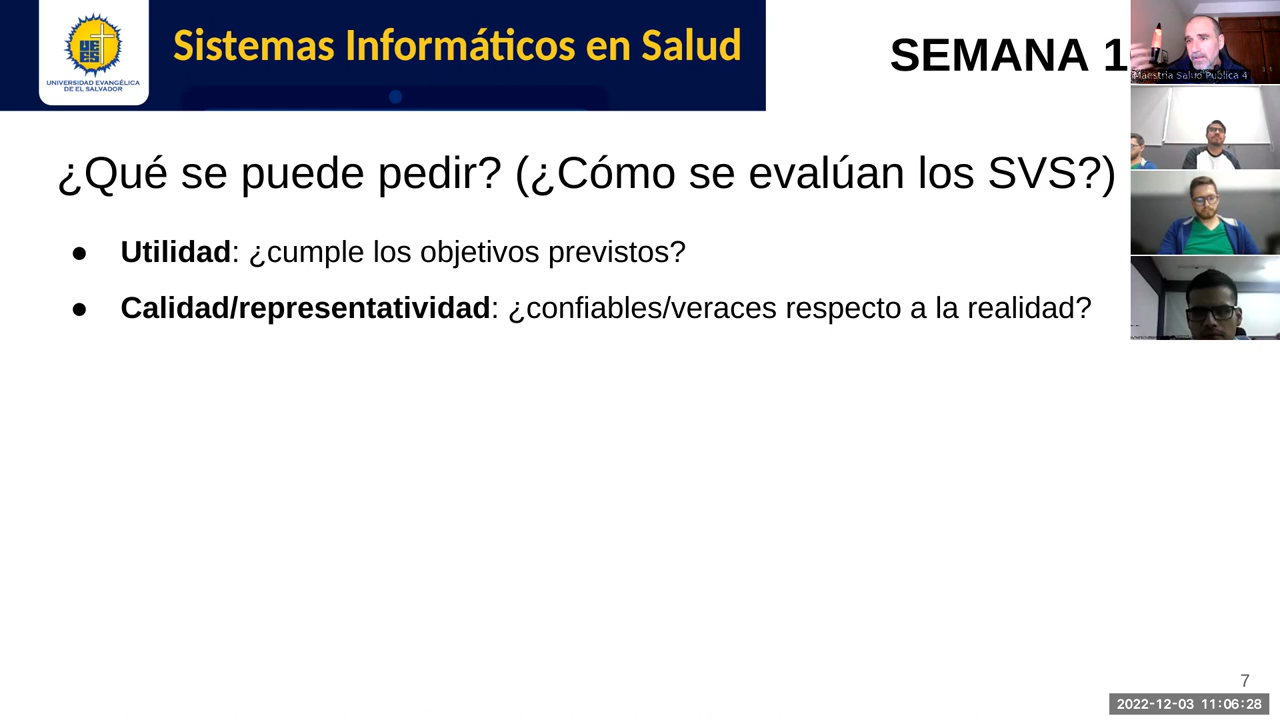 Sistemas Informáticos en Salud
UNIVERSIDAD EVANGÉLICA
DE EL SALVADOR
SEMANA 1
Maestria Salud Publica 4
¿Qué se puede pedir? (¿Cómo se evalúan los SVS?)
● Utilidad: ¿cumple los objetivos previstos?
● Calidad/representatividad: ¿confiables/veraces respecto a la realidad?
7
2022-12-03 11:06:28